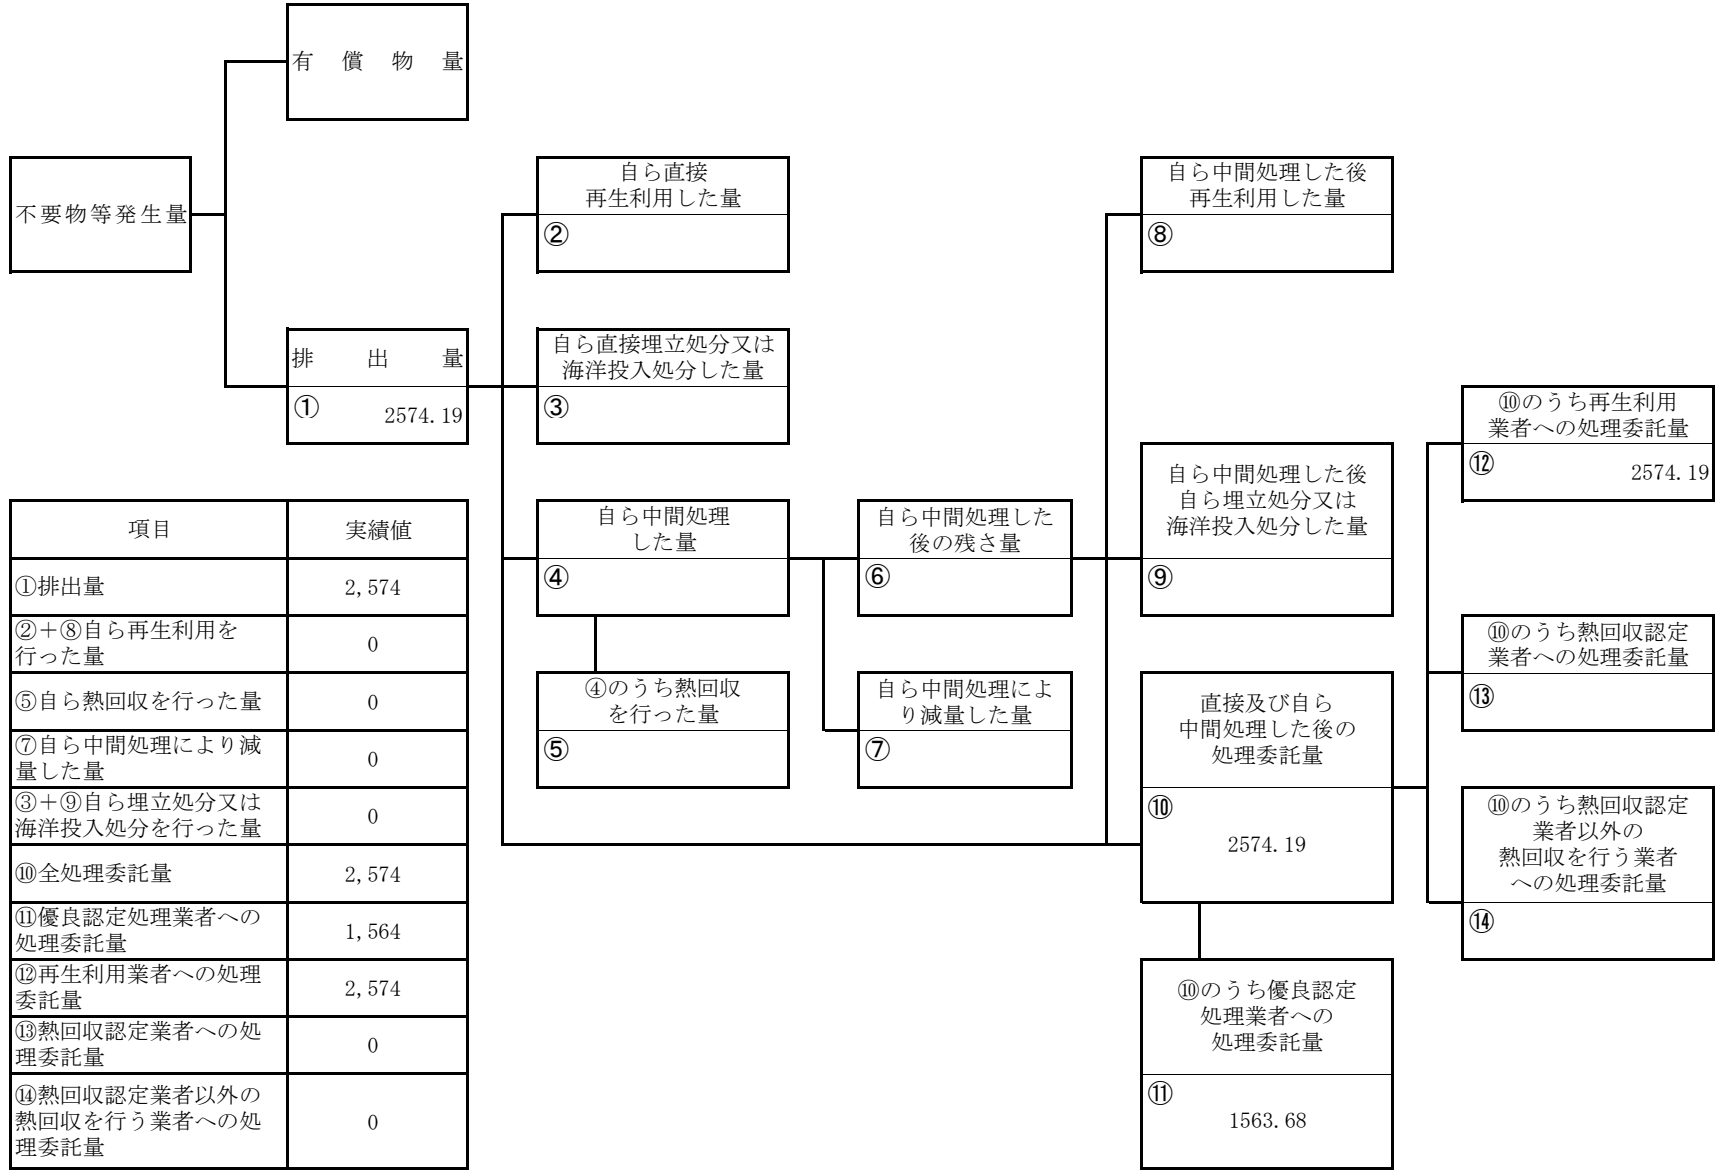 有償物量
不要物等発生量
排出量
① 2574.19
自ら直接
再生利用した量
②
自ら直接埋立処分又は
海洋投入処分した量
③
自ら中間処理
した量
④
④のうち熱回収
を行った量
⑤
自ら中間処理した
後の残さ量
⑥
自ら中間処理によ
り減量した量
⑦
自ら中間処理した後
再生利用した量
⑧
自ら中間処理した後
自ら埋立処分又は
海洋投入処分した量
⑨
直接及び自ら
中間処理した後の
処理委託量
⑩
2574.19
⑩のうち優良認定
処理業者への
処理委託量
⑪
1563.68
⑩のうち再生利用
業者への処理委託量
⑫ 2574.19
⑩のうち熱回収認定
業者への処理委託量
⑬
⑩のうち熱回収認定
業者以外の
熱回収を行う業者
への処理委託量
⑭
項目 実績値
①排出量 2,574
②＋⑧自ら再生利用を
行った量 0
⑤自ら熱回収を行った量 0
⑦自ら中間処理により減
量した量 0
③＋⑨自ら埋立処分又は
海洋投入処分を行った量 0
⑩全処理委託量 2,574
⑪優良認定処理業者への
処理委託量 1,564
⑫再生利用業者への処理
委託量 2,574
⑬熱回収認定業者への処
理委託量 0
⑭熱回収認定業者以外の
熱回収を行う業者への処
理委託量 0